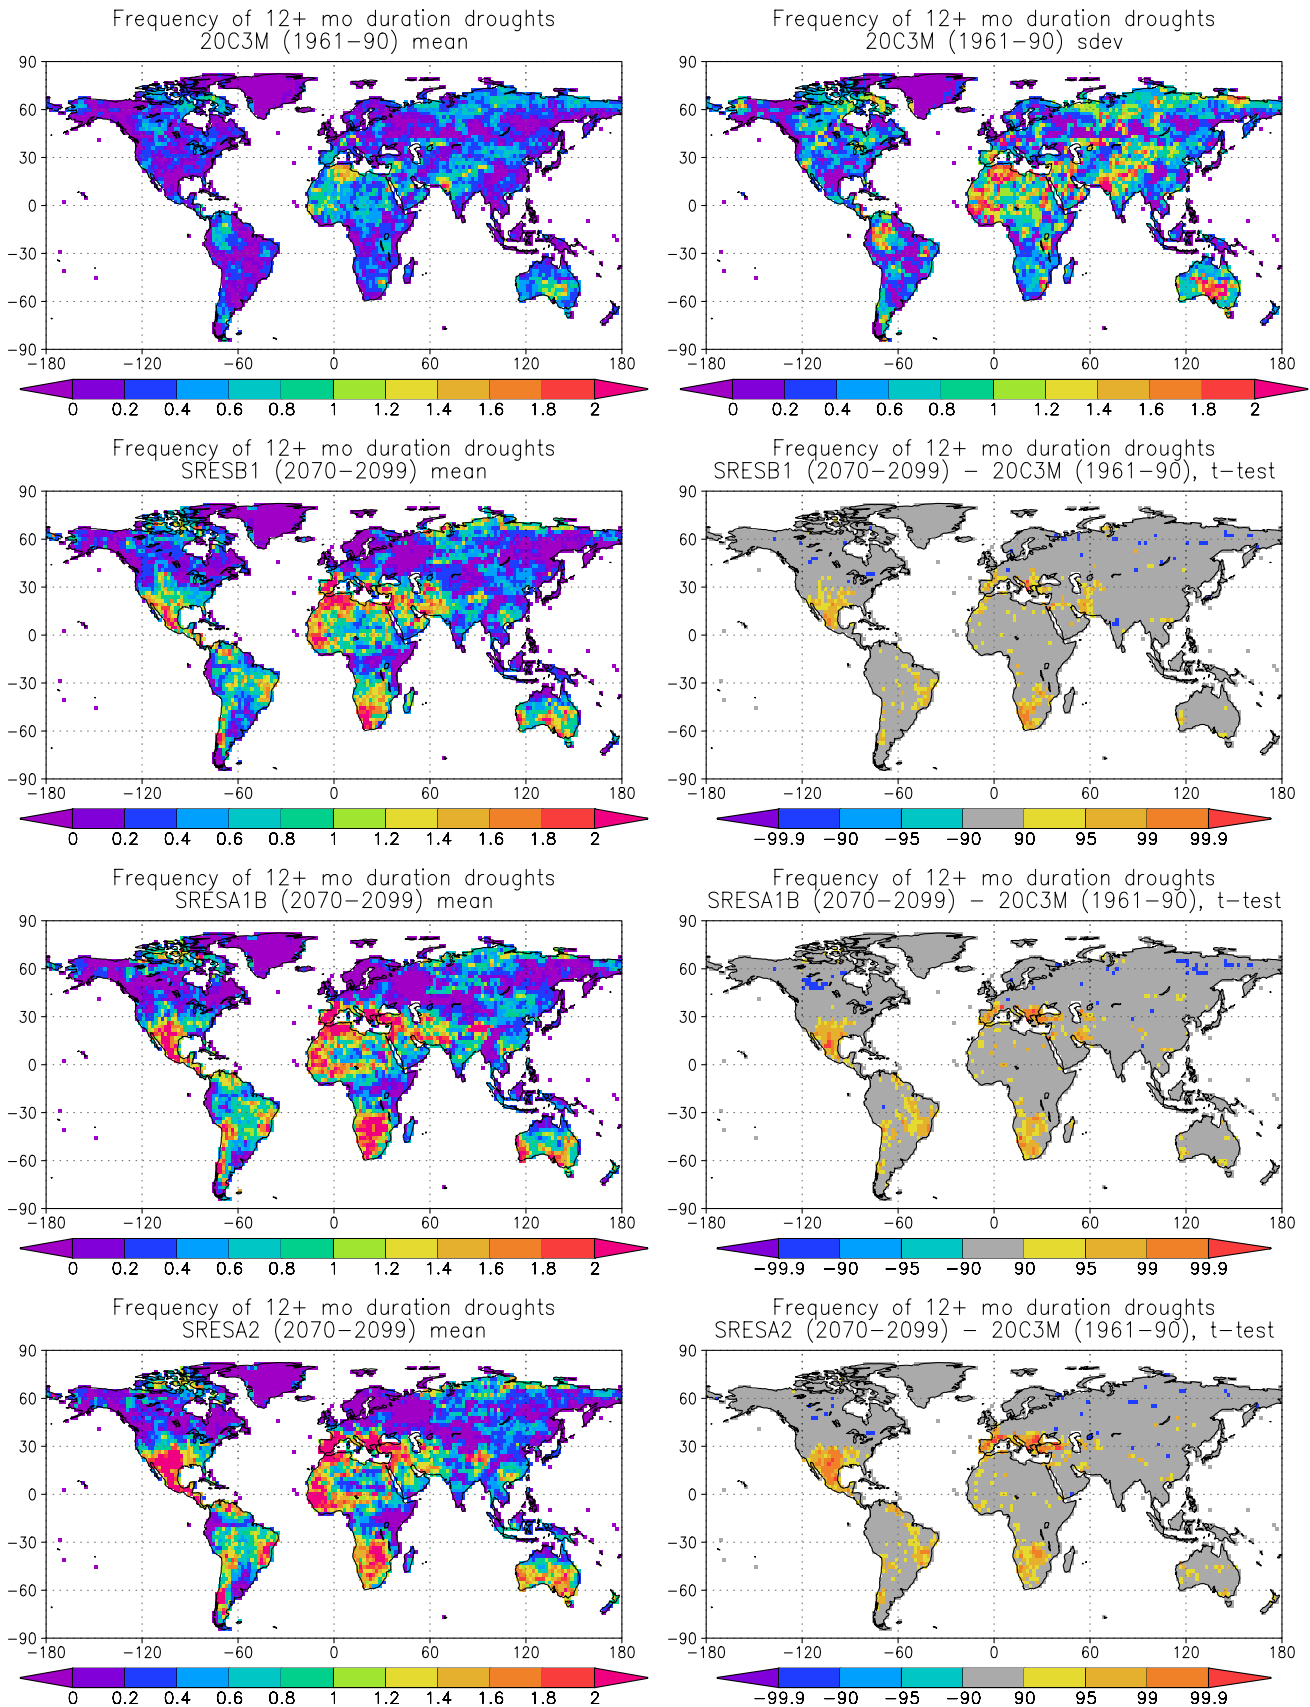 Frequency of 12+ mo duration droughts
20C3M (1961−90) mean
90
60
30
0
−30
−60
−90
−180 −120 −60 0 60 120 180
0 0.2 0.4 0.6 0.8 1 1.2 1.4 1.6 1.8 2
Frequency of 12+ mo duration droughts
20C3M (1961−90) sdev
90
60
30
0
−30
−60
−90
−180 −120 −60 0 60 120 180
0 0.2 0.4 0.6 0.8 1 1.2 1.4 1.6 1.8 2
Frequency of 12+ mo duration droughts
SRESB1 (2070−2099) mean
90
60
30
0
−30
−60
−90
−180 −120 −60 0 60 120 180
0 0.2 0.4 0.6 0.8 1 1.2 1.4 1.6 1.8 2
Frequency of 12+ mo duration droughts
SRESB1 (2070−2099) − 20C3M (1961−90), t−test
90
60
30
0
−30
−60
−90
−180 −120 −60 0 60 120 180
−99.9 −90 −95 −90 90 95 99 99.9
Frequency of 12+ mo duration droughts
SRESA1B (2070−2099) mean
90
60
30
0
−30
−60
−90
−180 −120 −60 0 60 120 180
0 0.2 0.4 0.6 0.8 1 1.2 1.4 1.6 1.8 2
Frequency of 12+ mo duration droughts
SRESA1B (2070−2099) − 20C3M (1961−90), t−test
90
60
30
0
−30
−60
−90
−180 −120 −60 0 60 120 180
−99.9 −90 −95 −90 90 95 99 99.9
Frequency of 12+ mo duration droughts
SRESA2 (2070−2099) mean
90
60
30
0
−30
−60
−90
−180 −120 −60 0 60 120 180
0 0.2 0.4 0.6 0.8 1 1.2 1.4 1.6 1.8 2
Frequency of 12+ mo duration droughts
SRESA2 (2070−2099) − 20C3M (1961−90), t−test
90
60
30
0
−30
−60
−90
−180 −120 −60 0 60 120 180
−99.9 −90 −95 −90 90 95 99 99.9